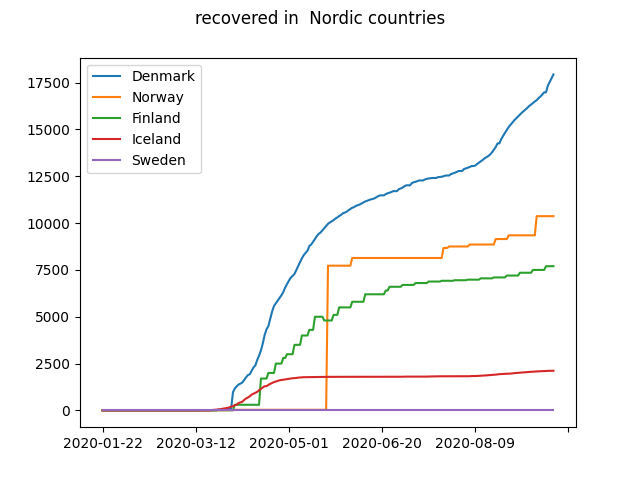 recovered in  Nordic countries
Denmark
Norway
Finland
Iceland
Sweden
17500
15000
12500
10000
7500
5000
2500
0
2020-01-22 2020-03-12 2020-05-01 2020-06-20 2020-08-09